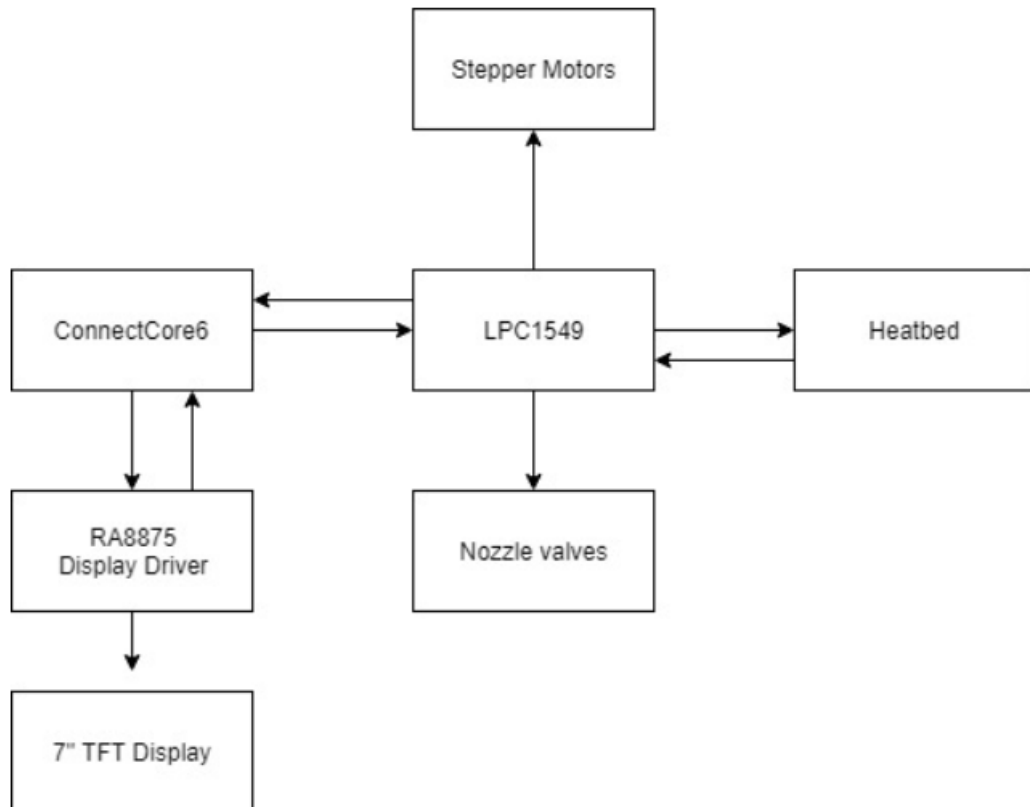 Stepper Motors
ConnectCore6
LPC1549
Heatbed
RA8875
Display Driver
Nozzle valves
7" TFT Display